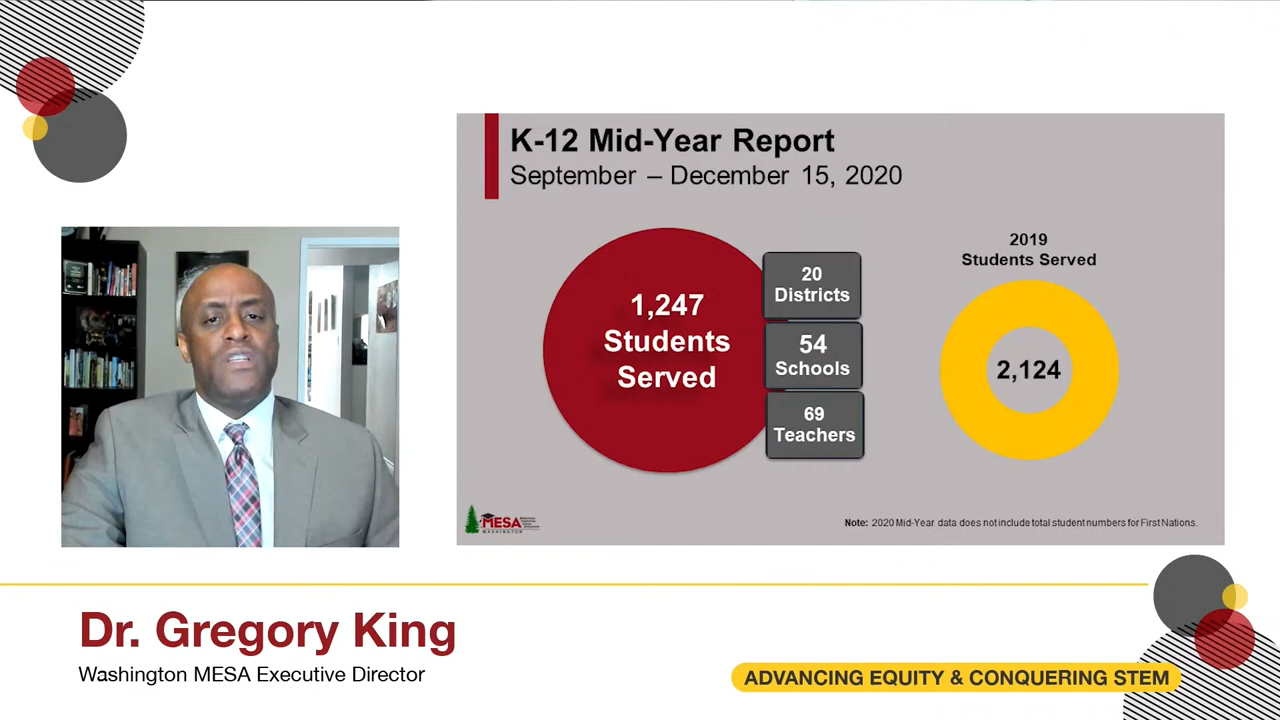 K-12 Mid-Year Report
September – December 15, 2020
1,247
Students
Served
20
Districts
54
Schools
69
Teachers
2019
Students Served
2,124
MESA
WASHINGTON
Note: 2020 Mid-Year data does not include total student numbers for First Nations.
Dr. Gregory King
Washington MESA Executive Director
ADVANCING EQUITY & CONQUERING STEM